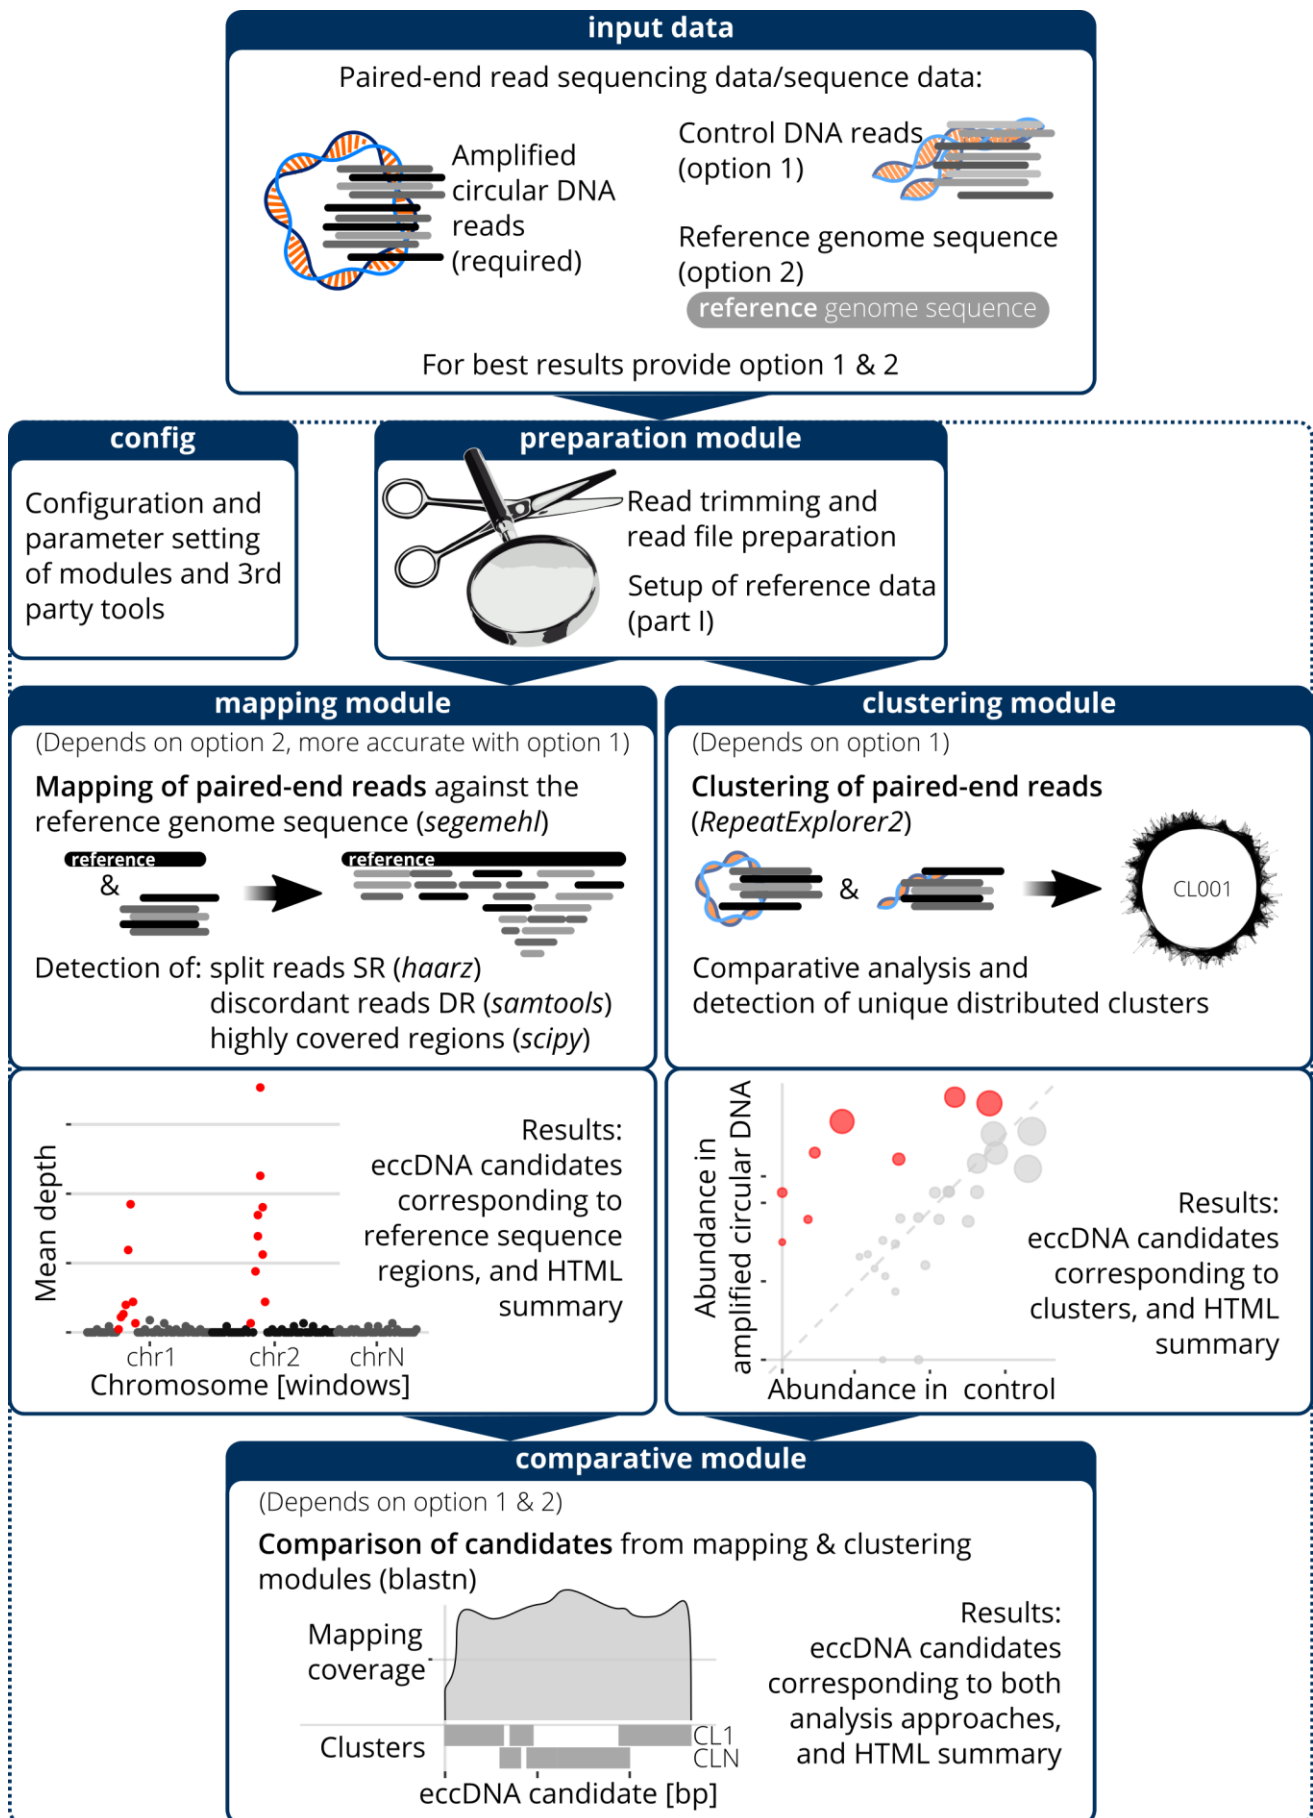 input data
Paired-end read sequencing data/sequence data:
Amplified
circular DNA
reads
(required)
Control DNA reads
(option 1)
Reference genome sequence
(option 2)
reference genome sequence
For best results provide option 1 & 2
config
Configuration and
parameter setting
of modules and 3rd
party tools
preparation module
Read trimming and
read file preparation
Setup of reference data
(part I)
mapping module
(Depends on option 2, more accurate with option 1)
Mapping of paired-end reads against the
reference genome sequence (segemehl)
reference
&
reference
Detection of: split reads SR (haarz)
discordant reads DR (samtools)
highly covered regions (scipy)
Mean depth
chr1 chr2 chrN
Chromosome [windows]
Results:
eccDNA candidates
corresponding to
reference sequence
regions, and HTML
summary
clustering module
(Depends on option 1)
Clustering of paired-end reads
(RepeatExplorer2)
&
CL001
Comparative analysis and
detection of unique distributed clusters
Abundance in
amplified circular DNA
Abundance in control
Results:
eccDNA candidates
corresponding to
clusters, and HTML
summary
comparative module
(Depends on option 1 & 2)
Comparison of candidates from mapping & clustering
modules (blastn)
Mapping
coverage
Clusters
CL1
CLN
eccDNA candidate [bp]
Results:
eccDNA candidates
corresponding to both
analysis approaches,
and HTML summary